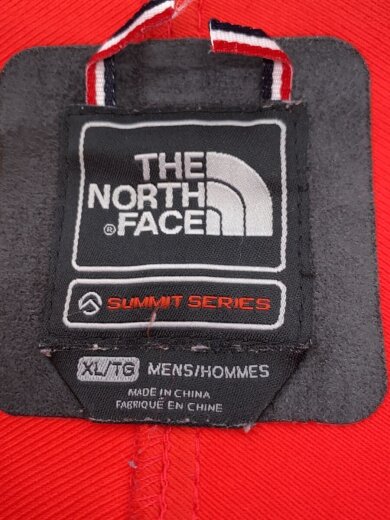 THE
NORTH
®FACE
SUMMIT SERIES
XL/TG MENS/HOMMES
MADE IN CHINA
FABRIQUÉ EN CHINE